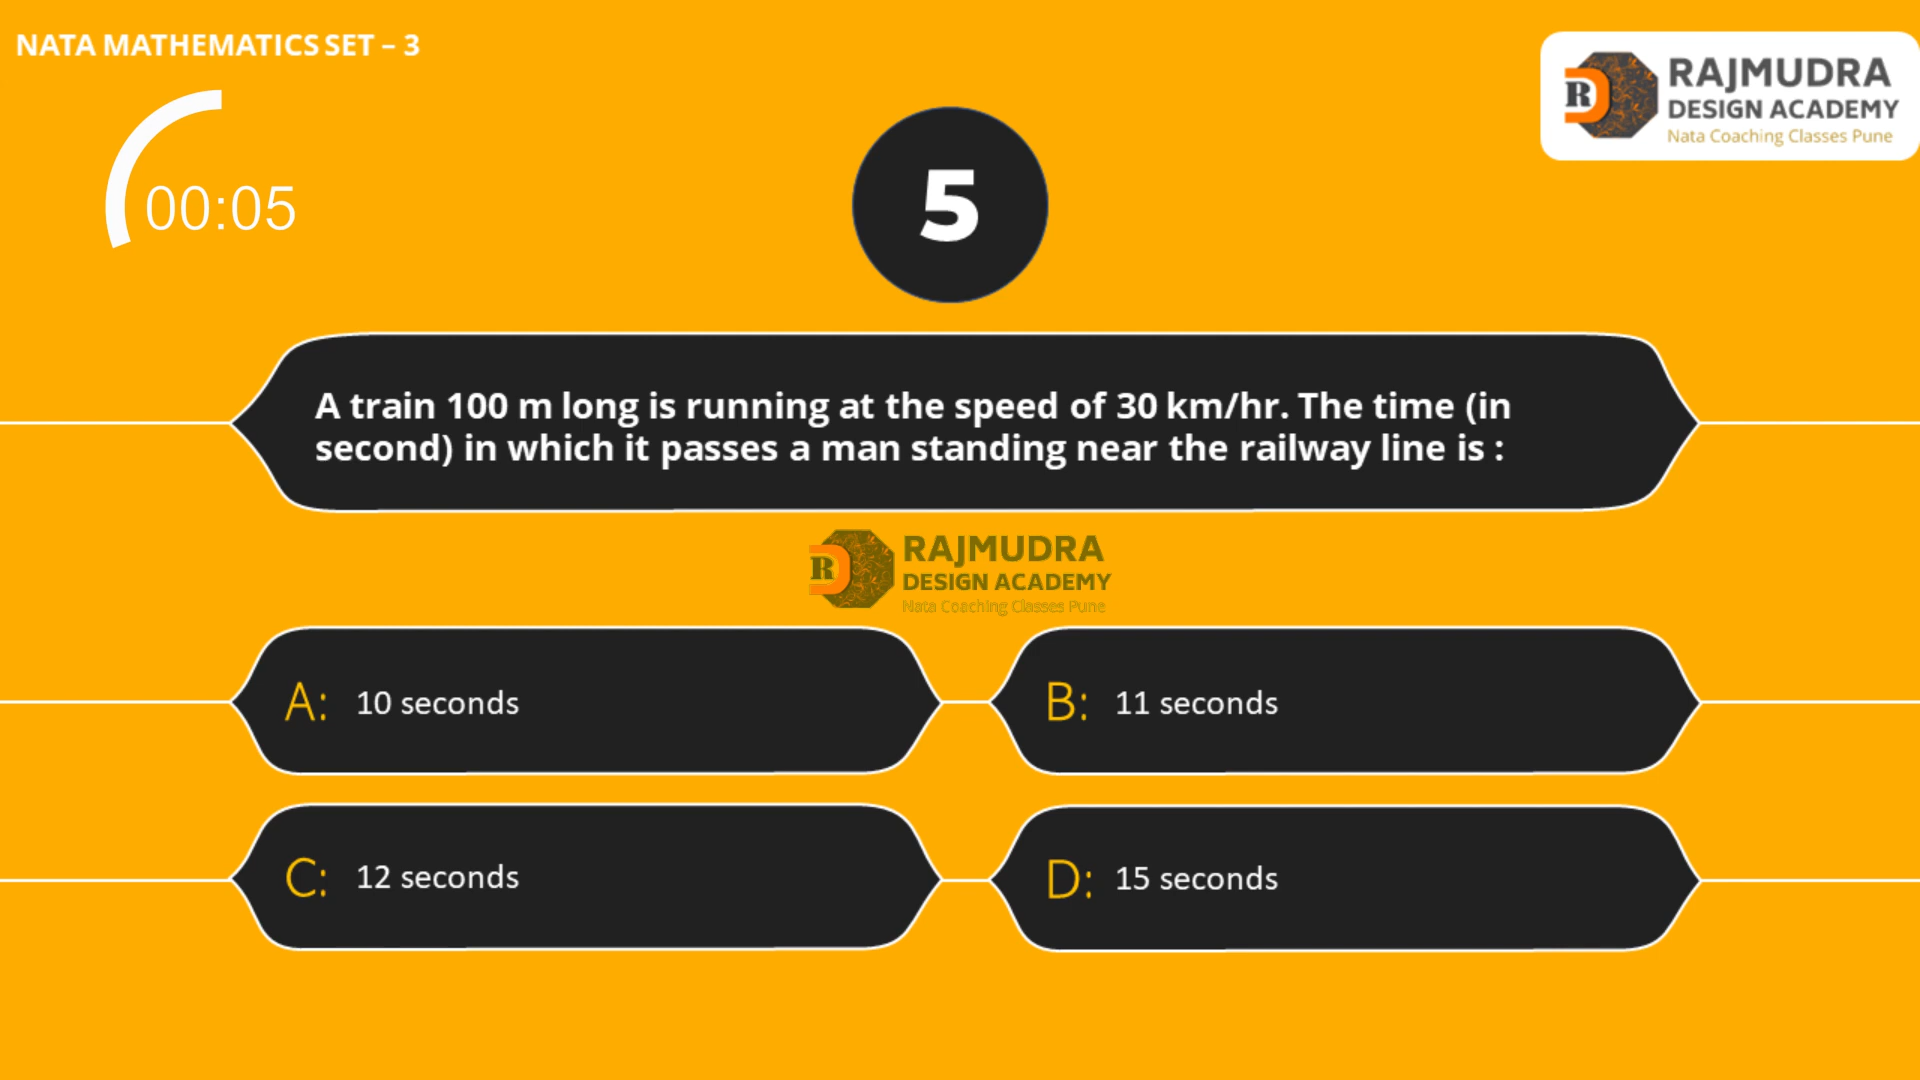 NATA MATHEMATICS SET – 3
R
RAJMUDRA
DESIGN ACADEMY
Nata Coaching Classes Pune
00:05
5
A train 100 m long is running at the speed of 30 km/hr. The time (in
second) in which it passes a man standing near the railway line is :
R
RAJMUDRA
DESIGN ACADEMY
Nata Coaching Classes Pune
A: 10 seconds
B: 11 seconds
C: 12 seconds
D: 15 seconds